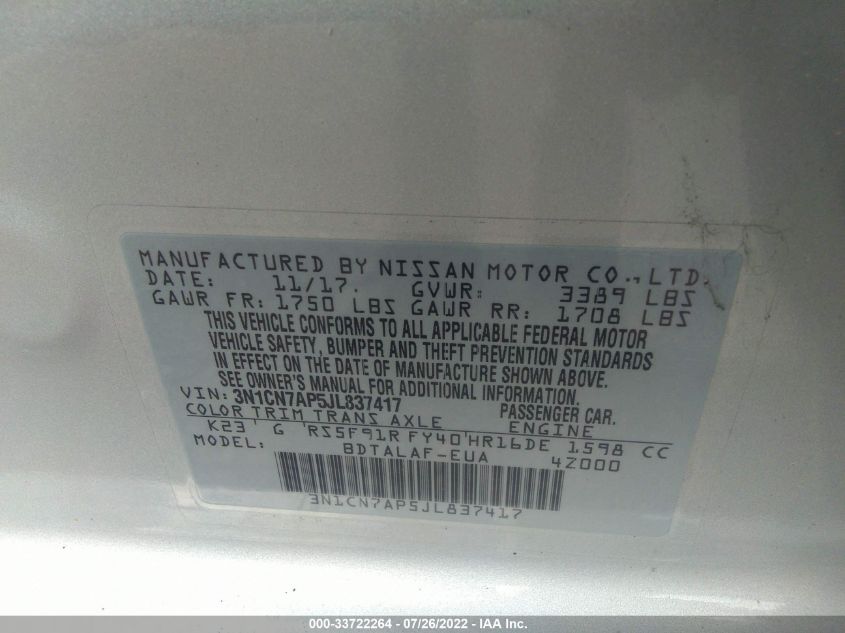 MANUFACTURED BY NISSAN MOTOR CO., LTD.
DATE: 11/17. GVWR: 3389 LBS
GAWR FR: 1750 LBS GAWR RR: 1708 LBS
THIS VEHICLE CONFORMS TO ALL APPLICABLE FEDERAL MOTOR
VEHICLE SAFETY, BUMPER AND THEFT PREVENTION STANDARDS
IN EFFECT ON THE DATE OF MANUFACTURE SHOWN ABOVE.
SEE OWNER'S MANUAL FOR ADDITIONAL INFORMATION.
VIN: 3N1CN7AP5JL837417 PASSENGER CAR.
COLOR TRIM TRANS AXLE ENGINE
K23 G RS5F91R FY40 HR16DE 1598 CC
MODEL: BDTALAF-EUA 4Z000
3N1CN7AP5JL837417
000-33722264 - 07/26/2022 - IAA Inc.